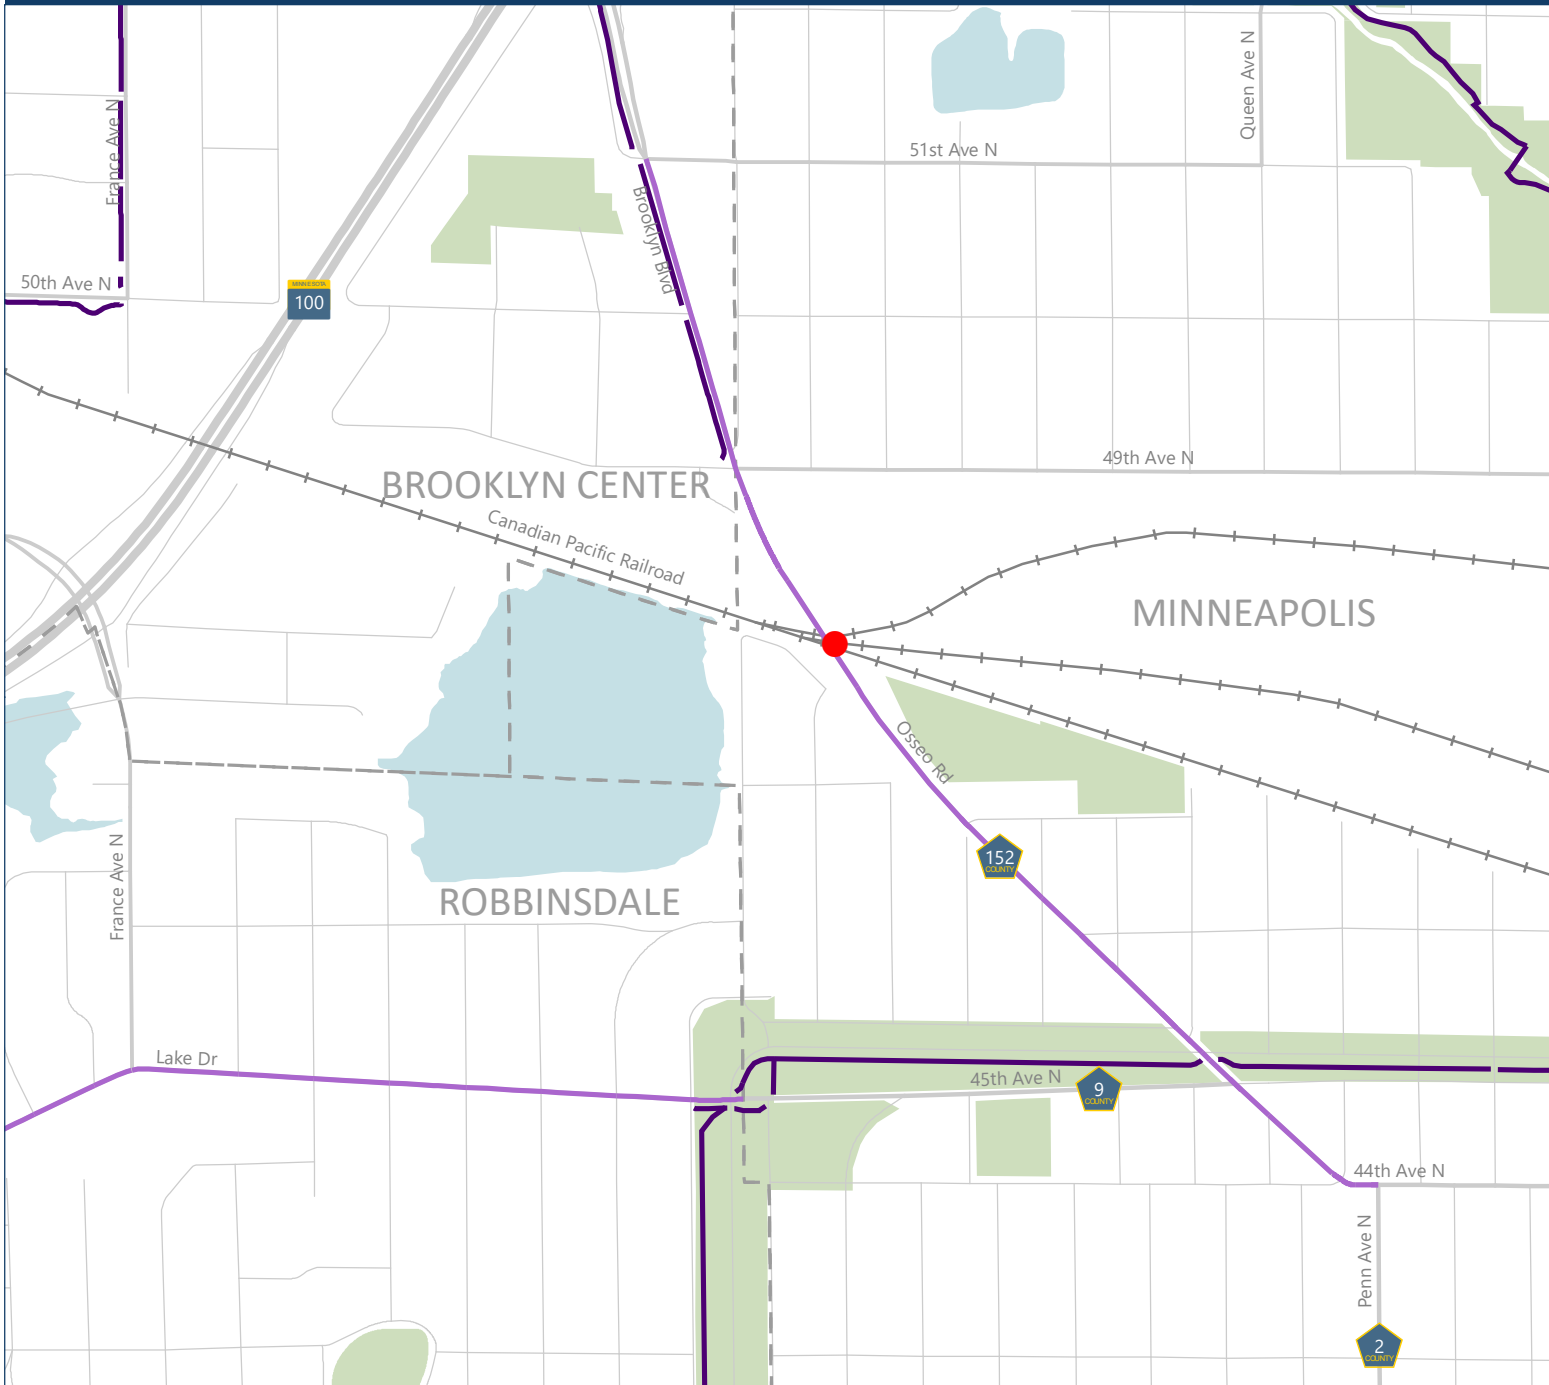 Queen Ave N
France Ave N
51st Ave N
Brooklyn Blvd
50th Ave N
MINNESOTA
100
49th Ave N
BROOKLYN CENTER
Canadian Pacific Railroad
MINNEAPOLIS
Osseo Rd
152
COUNTY
France Ave N
ROBBINSDALE
Lake Dr
45th Ave N
9
COUNTY
44th Ave N
Penn Ave N
2
COUNTY